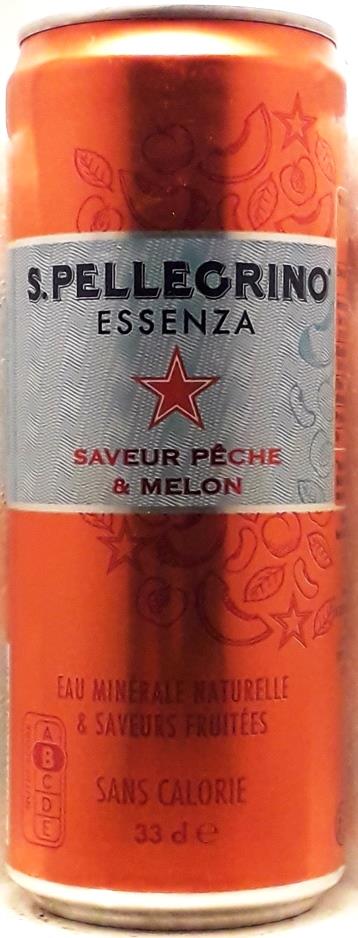 S.PELLEGRINO
ESSENZA
SAVEUR PÊCHE
& MELON
EAU MINÉRALE NATURELLE
& SAVEURS FRUITÉES
A
B
C
D
E
SANS CALORIE
33 cl e